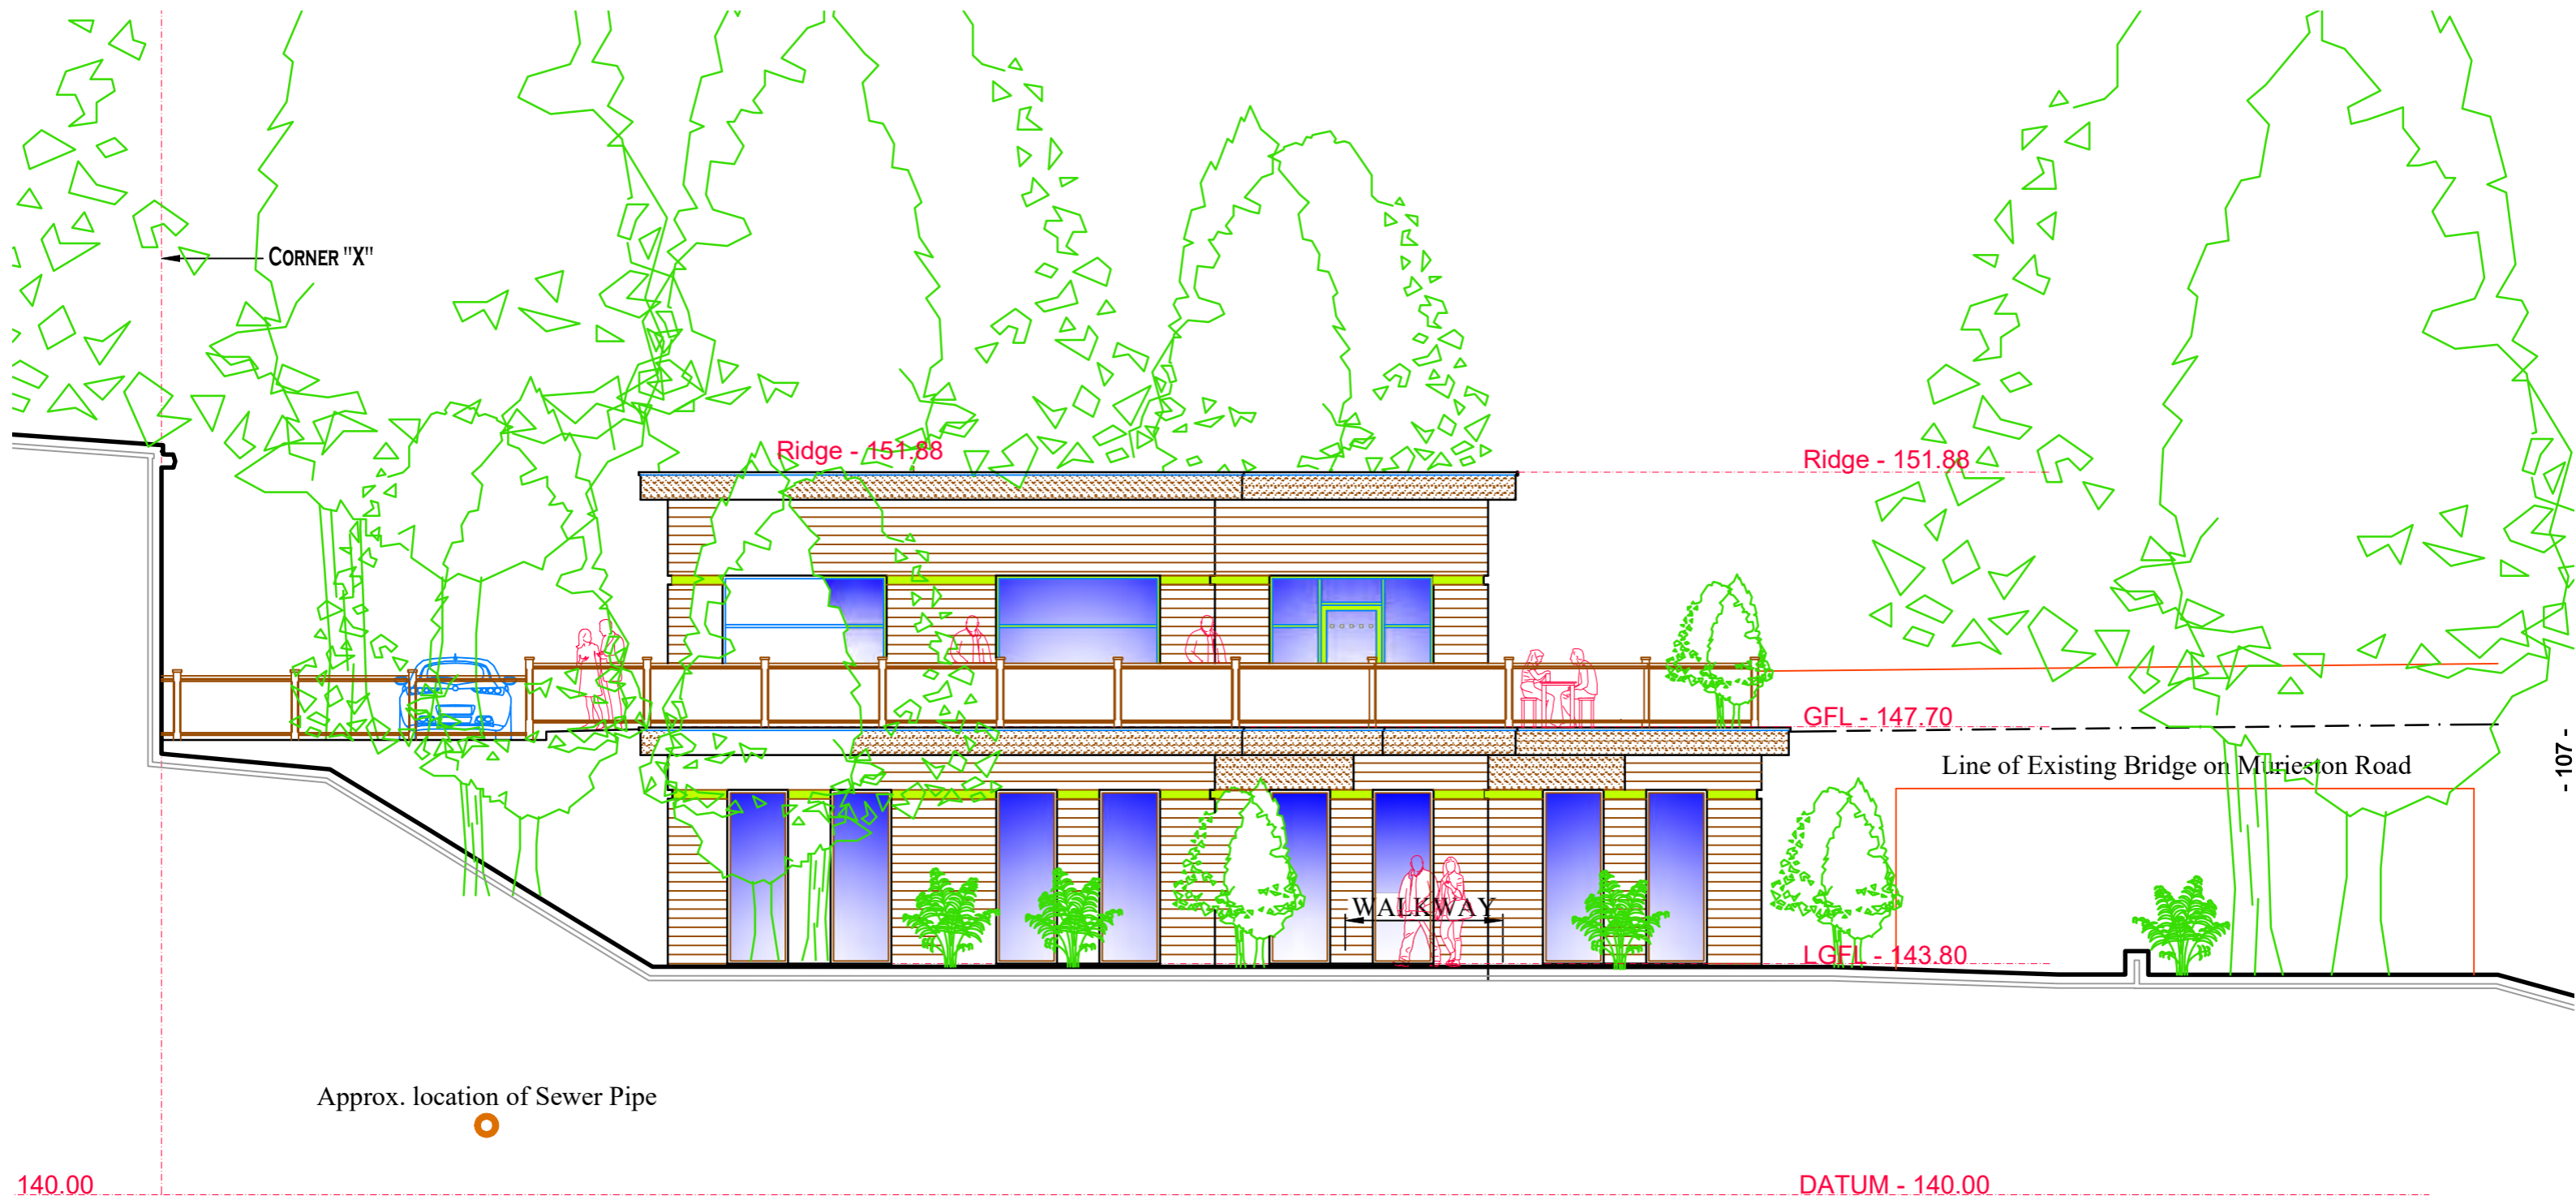 CORNER "X"
Ridge - 151.88
Ridge - 151.88
GFL - 147.70
Line of Existing Bridge on Murieston Road
- 107 -
WALKWAY
LGFL - 143.80
Approx. location of Sewer Pipe
140.00
DATUM - 140.00